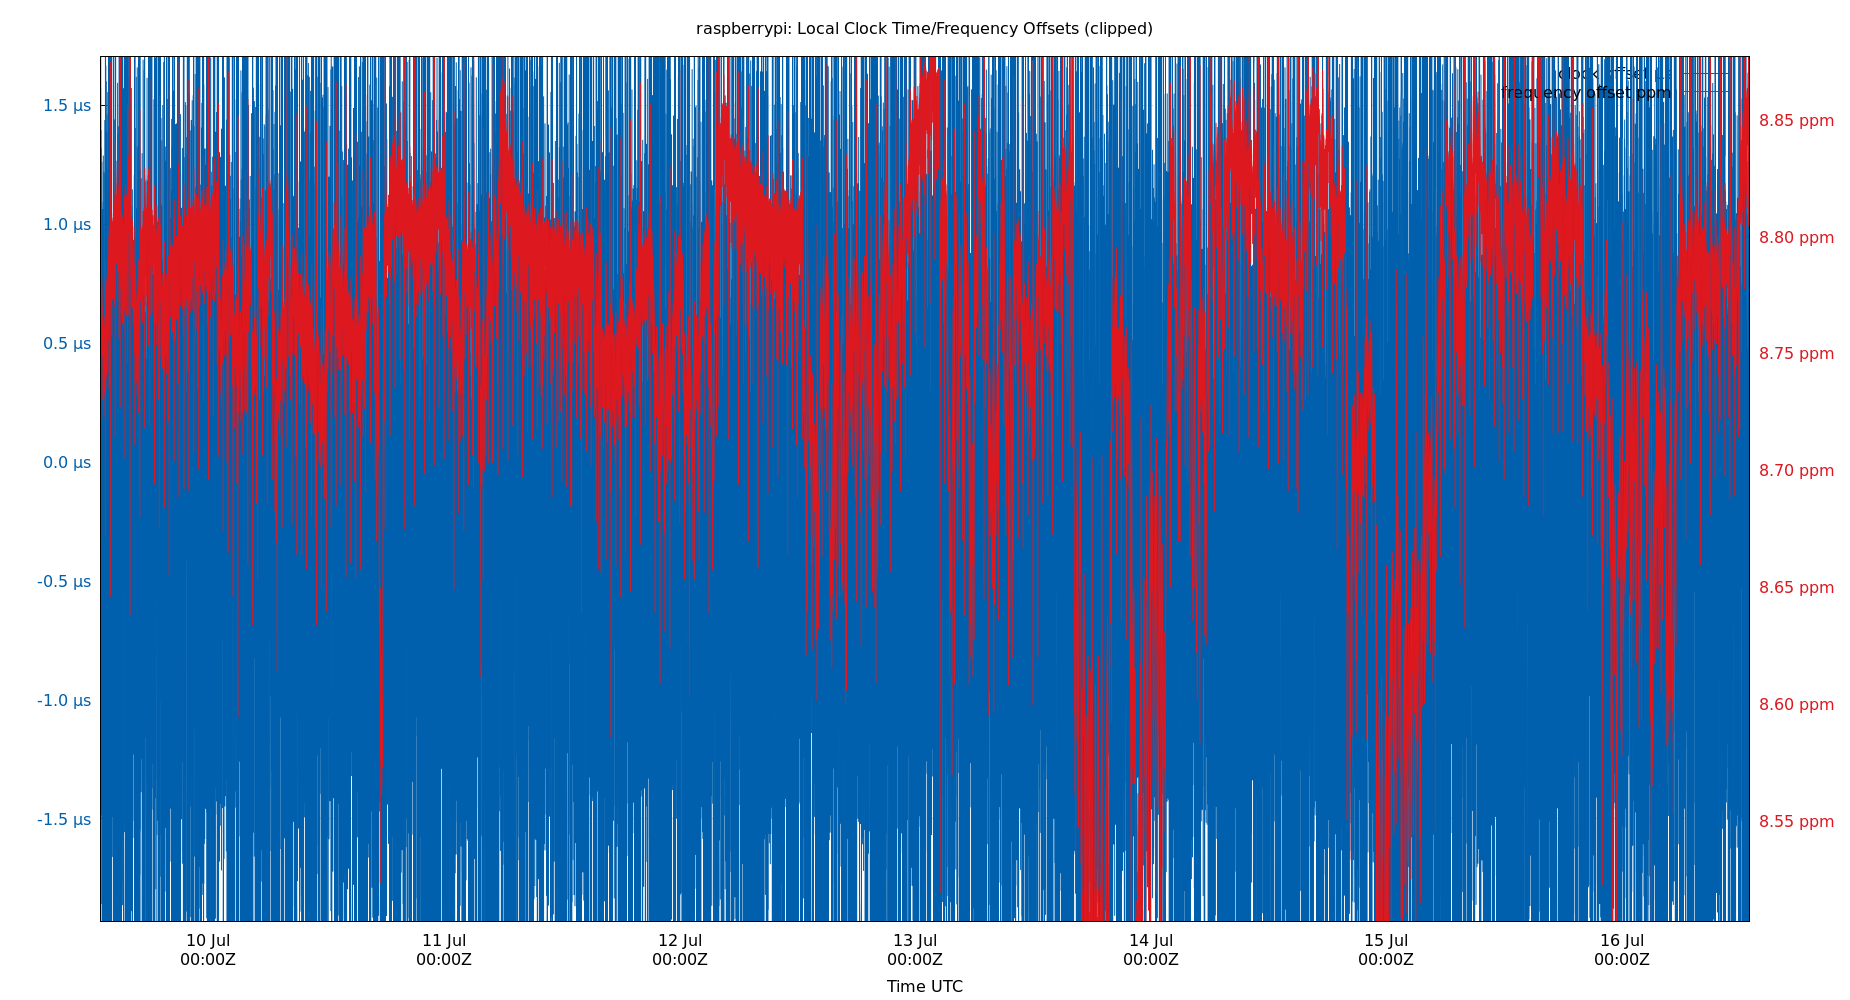 raspberrypi: Local Clock Time/Frequency Offsets (clipped)
clock offset µs
frequency offset ppm
1.5 µs
1.0 µs
0.5 µs
0.0 µs
-0.5 µs
-1.0 µs
-1.5 µs
8.85 ppm
8.80 ppm
8.75 ppm
8.70 ppm
8.65 ppm
8.60 ppm
8.55 ppm
10 Jul 11 Jul 12 Jul 13 Jul 14 Jul 15 Jul 16 Jul
00:00Z 00:00Z 00:00Z 00:00Z 00:00Z 00:00Z 00:00Z
Time UTC